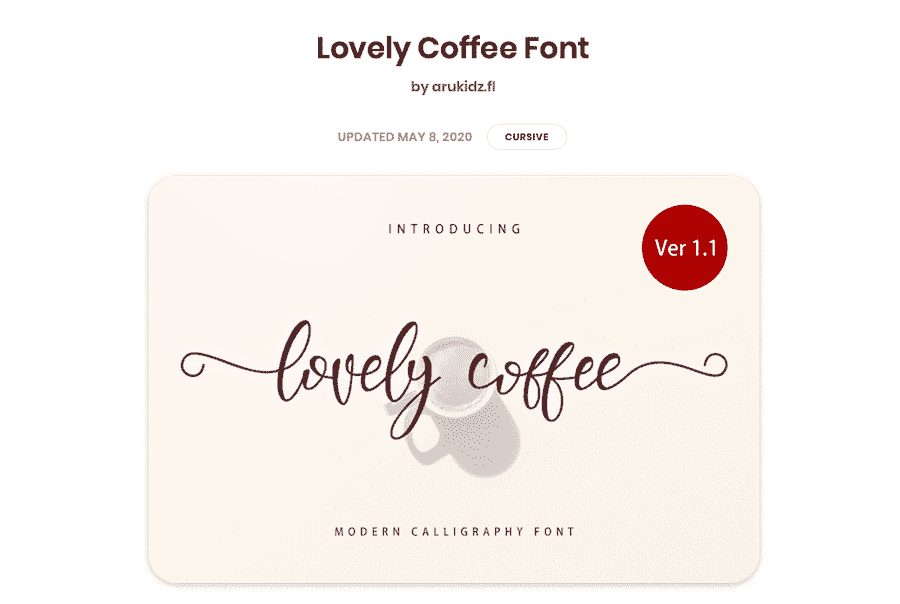 Lovely Coffee Font
by arukidz.fl
UPDATED MAY 8, 2020 CURSIVE
INTRODUCING
Ver 1.1
lovely coffee
MODERN CALLIGRAPHY FONT